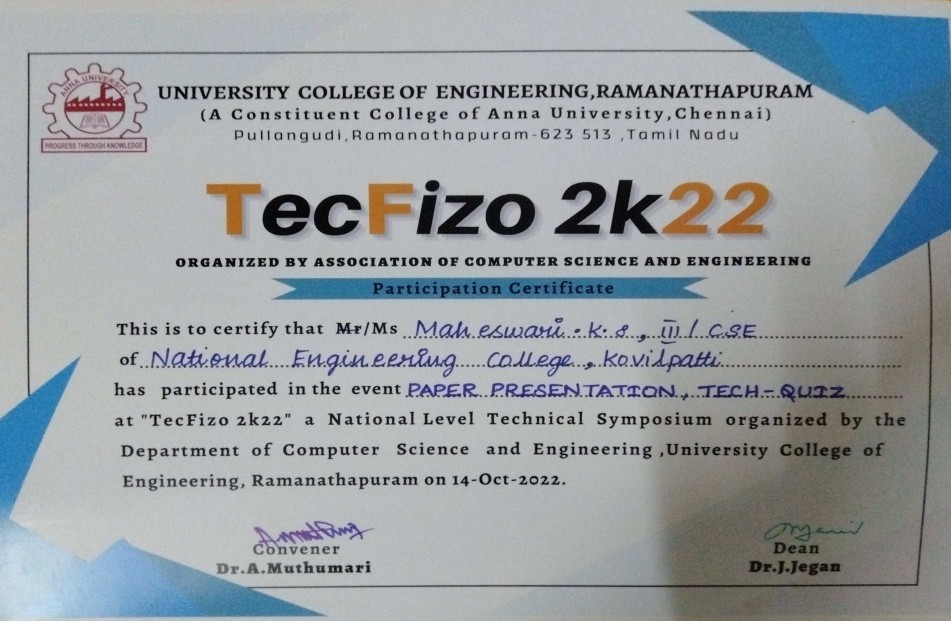 ANNA UNIVERSITY
PROGRESS THROUGH KNOWLEDGE
UNIVERSITY COLLEGE OF ENGINEERING,RAMANATHAPURAM
(A Constituent College of Anna University,Chennai)
Pullangudi,Ramanathapuram-623 513 ,Tamil Nadu
TecFizo 2k22
ORGANIZED BY ASSOCIATION OF COMPUTER SCIENCE AND ENGINEERING
Participation Certificate
This is to certify that Mr/Ms Maheswari.K.S, III / CSE
of National Engineering College, Kovilpatti
has participated in the event PAPER PRESENTATION, TECH-QUIZ
at "TecFizo 2k22" a National Level Technical Symposium organized by the
Department of Computer Science and Engineering ,University College of
Engineering, Ramanathapuram on 14-Oct-2022.
Convener
Dr.A.Muthumari
Dean
Dr.J.Jegan